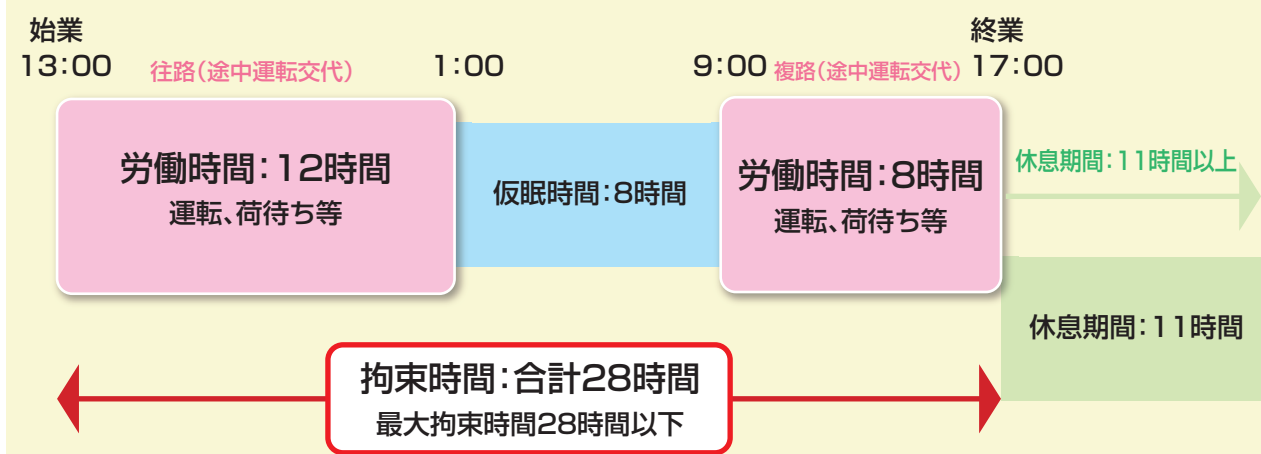 始業
終業
13:00
往路(途中運転交代)
1:00
9:00
複路(途中運転交代)
17:00
労働時間:12時間
運転、荷待ち等
仮眠時間:8時間
労働時間:8時間
運転、荷待ち等
休息期間:11時間以上
休息期間:11時間
拘束時間:合計28時間
最大拘束時間28時間以下